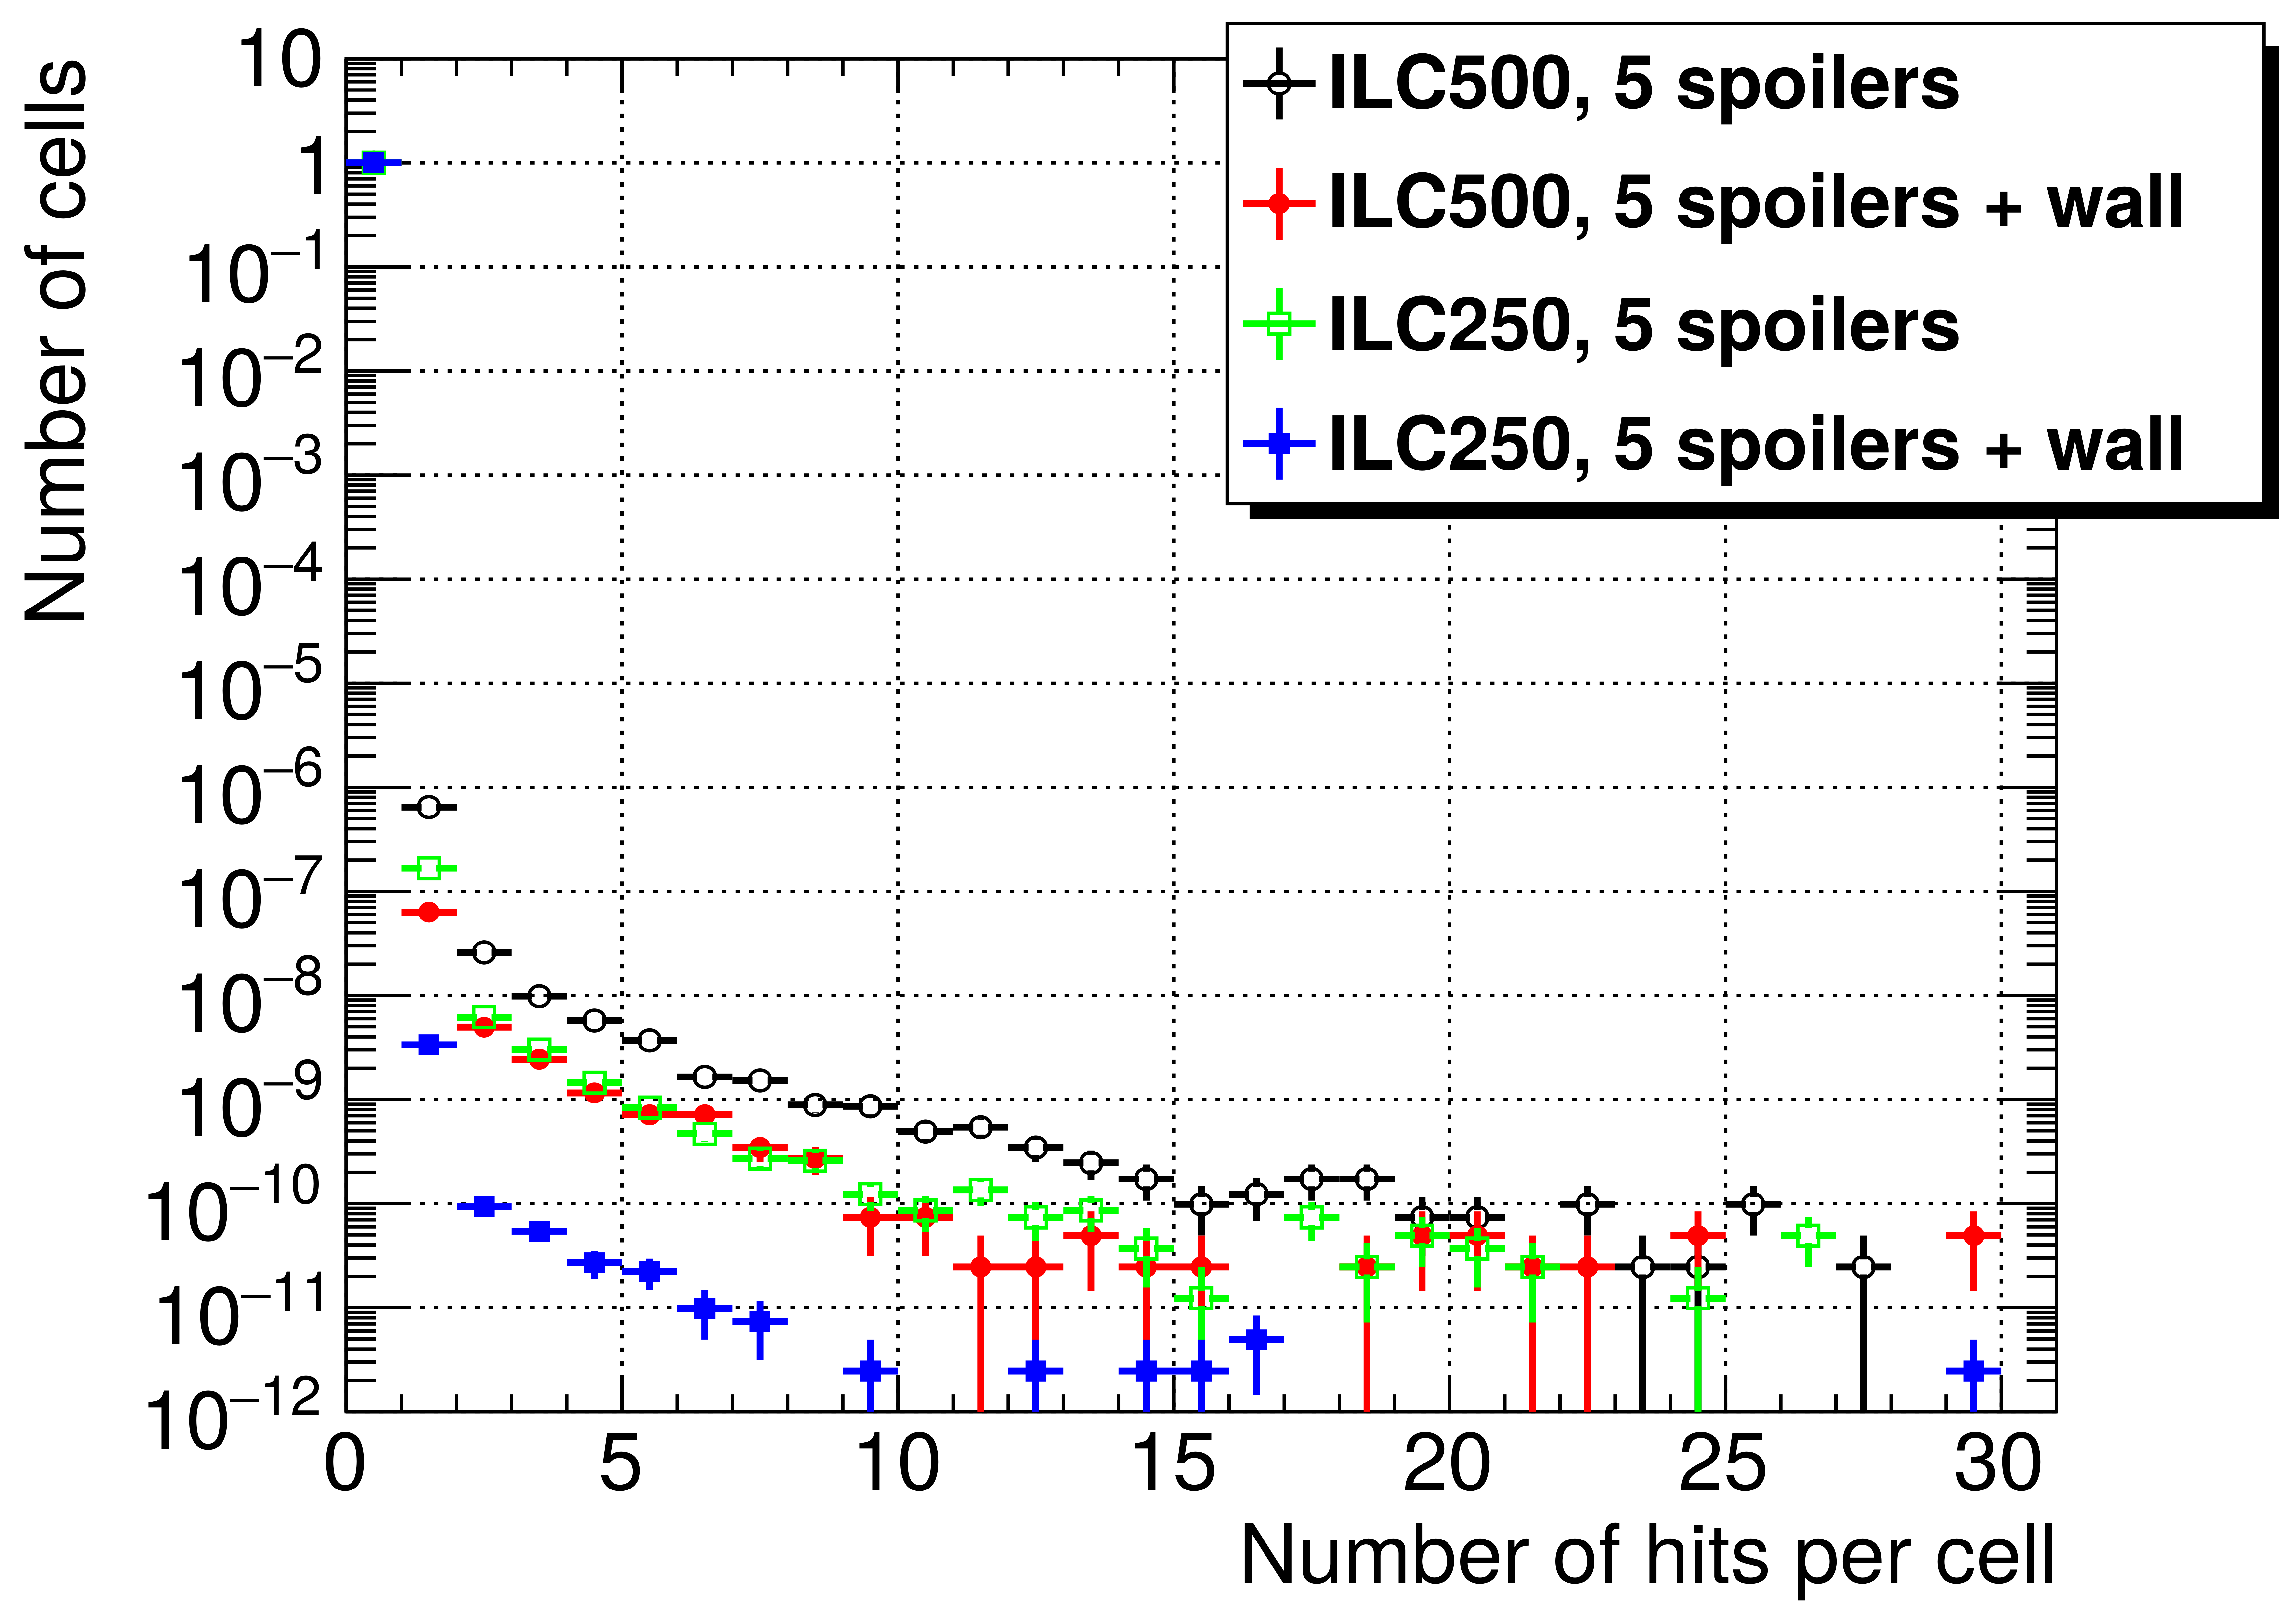 Number of cells
10
1
10−1
10−2
10−3
10−4
10−5
10−6
10−7
10−8
10−9
10−10
10−11
10−12
ILC500, 5 spoilers
ILC500, 5 spoilers + wall
ILC250, 5 spoilers
ILC250, 5 spoilers + wall
0 5 10 15 20 25 30
Number of hits per cell